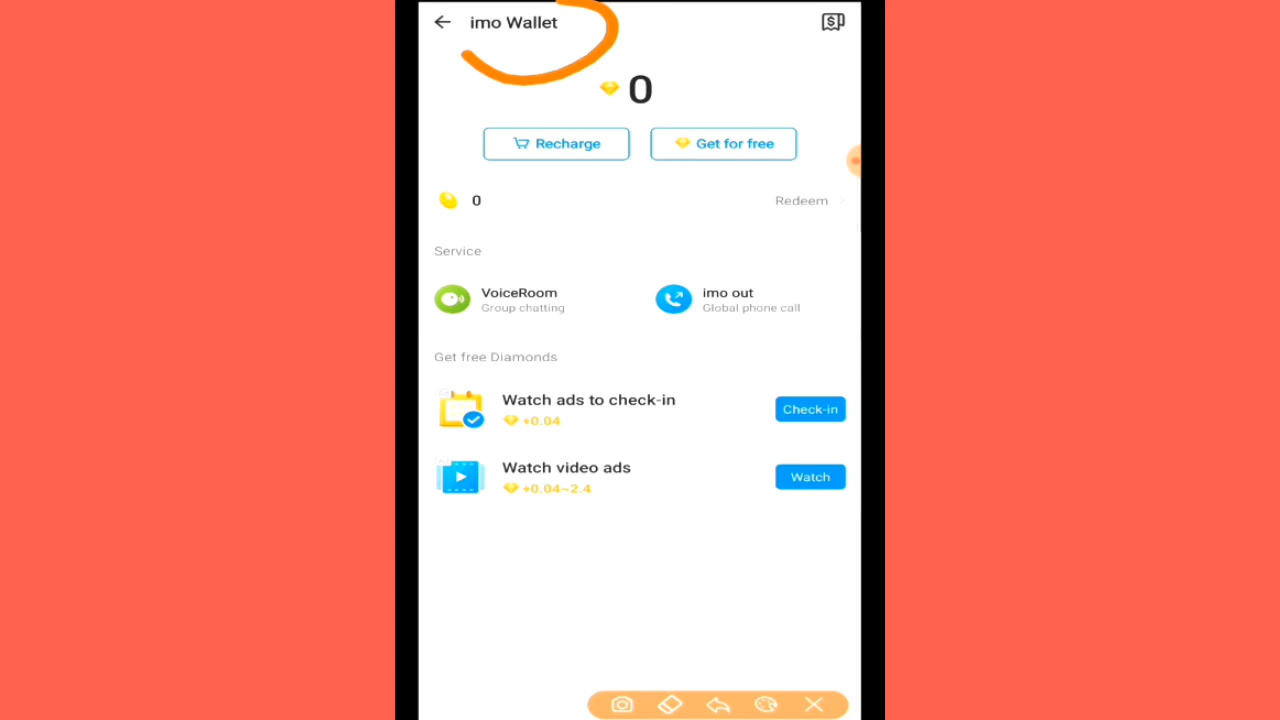 imo Wallet
0
Recharge
Get for free
0
Redeem
Service
VoiceRoom
Group chatting
imo out
Global phone call
Get free Diamonds
Watch ads to check-in
+0.04
Check-in
Watch video ads
+0.04~2.4
Watch